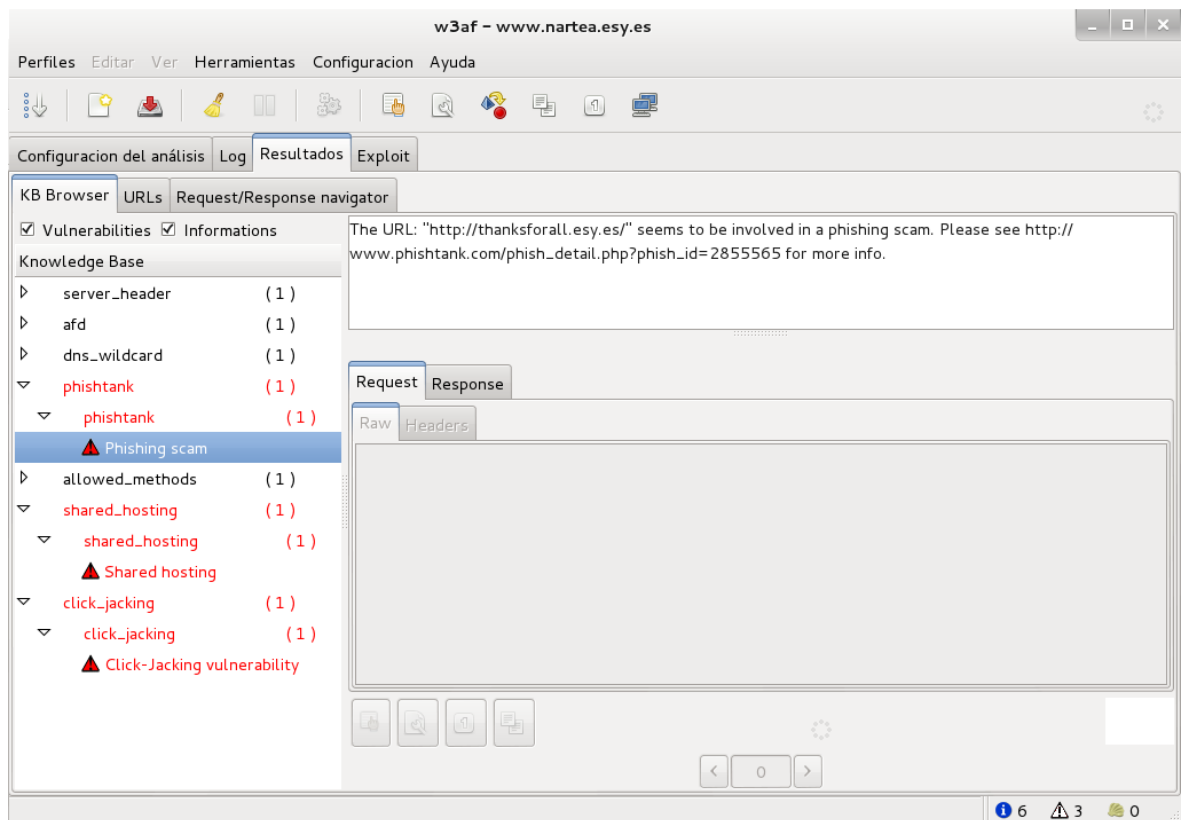 w3af – www.nartea.esy.es
Perfiles Editar Ver Herramientas Configuracion Ayuda
Configuracion del análisis Log Resultados Exploit
KB Browser URLs Request/Response navigator
Vulnerabilities Informations
Knowledge Base
server_header (1)
afd (1)
dns_wildcard (1)
phishtank (1)
phishtank (1)
Phishing scam
allowed_methods (1)
shared_hosting (1)
shared_hosting (1)
Shared hosting
click_jacking (1)
click_jacking (1)
Click-Jacking vulnerability
The URL: "http://thanksforall.esy.es/" seems to be involved in a phishing scam. Please see http://
www.phishtank.com/phish_detail.php?phish_id=2855565 for more info.
Request Response
Raw Headers
0
6 3 0